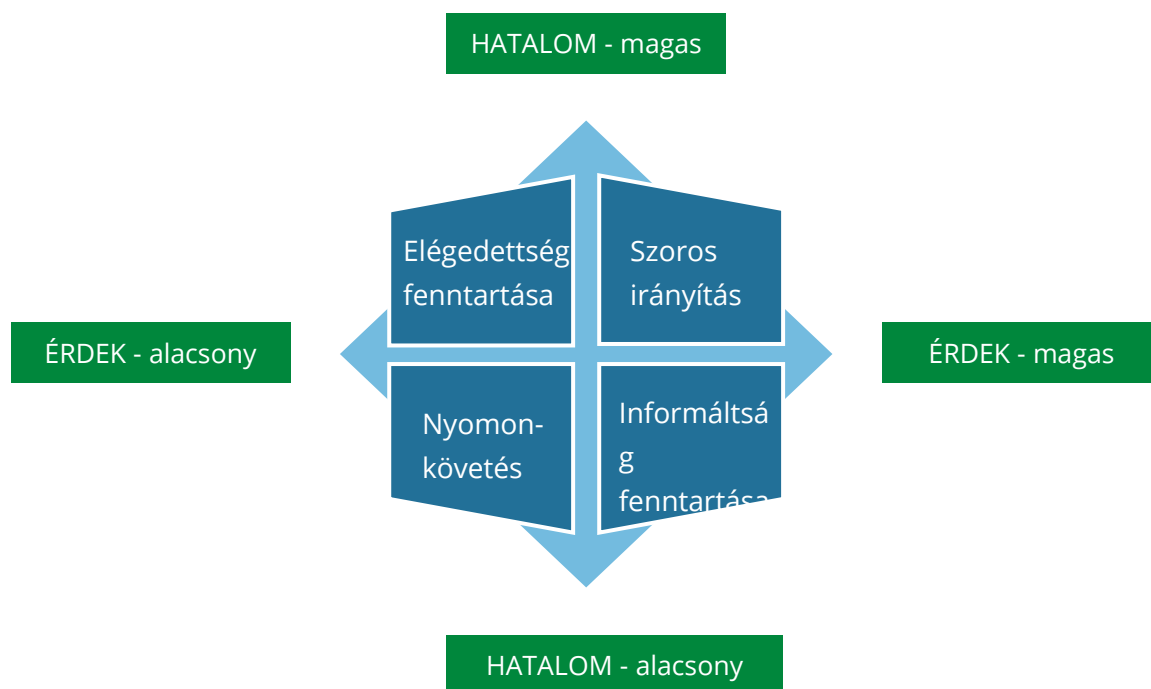 HATALOM - magas
Elégedettség
fenntartása
Szoros
irányítás
ÉRDEK - alacsony
ÉRDEK - magas
Nyomon-
követés
Informáltsá
g
fenntartása
HATALOM - alacsony